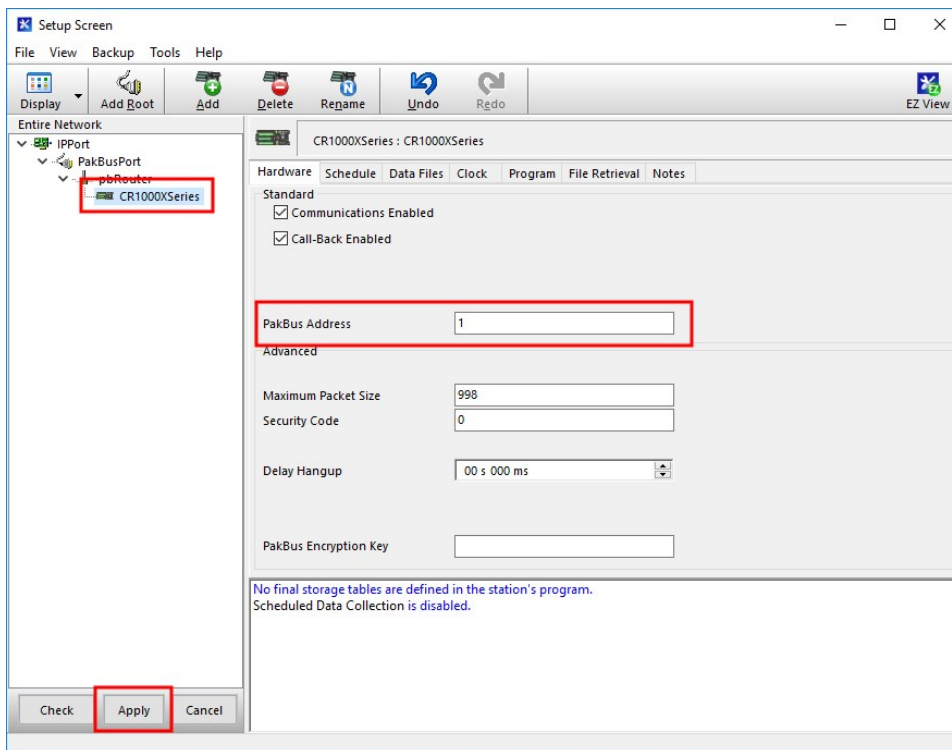 Setup Screen
File View Backup Tools Help
Display Add Root Add Delete Rename Undo Redo EZ View
Entire Network
IPPort
PakBusPort
pbRouter
CR1000XSeries
CR1000XSeries : CR1000XSeries
Hardware Schedule Data Files Clock Program File Retrieval Notes
Standard
Communications Enabled
Call-Back Enabled
PakBus Address 1
Advanced
Maximum Packet Size 998
Security Code 0
Delay Hangup 00 s 000 ms
PakBus Encryption Key
No final storage tables are defined in the station's program.
Scheduled Data Collection is disabled.
Check Apply Cancel